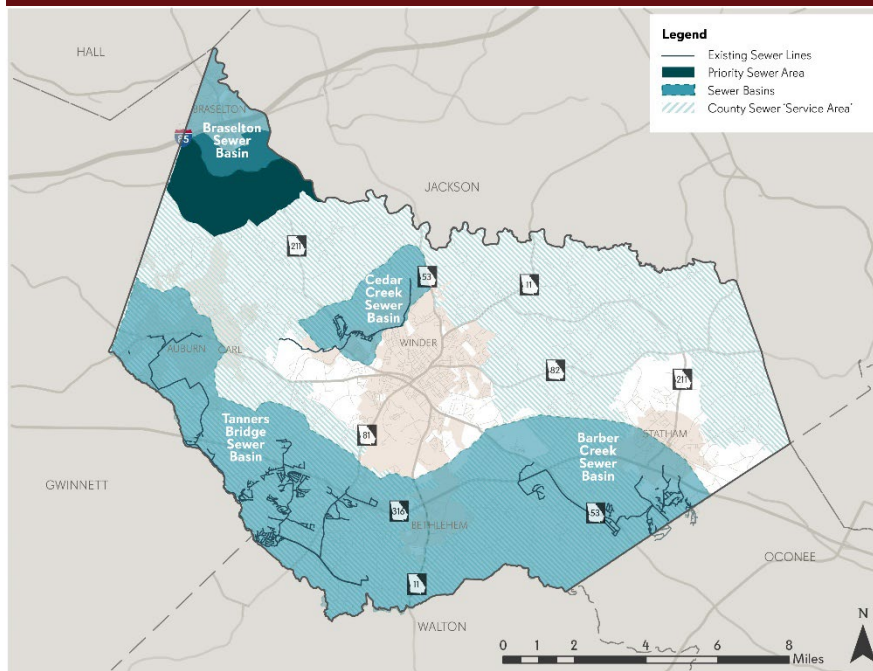 HALL
Legend
Existing Sewer Lines
Priority Sewer Area
Sewer Basins
County Sewer 'Service Area'
BRASELTON
Braselton
Sewer
Basin
85
JACKSON
211
Cedar
Creek
Sewer
Basin
53
11
AUBURN
CARL
WINDER
82
211
Tanners
Bridge
Sewer
Basin
81
Barber
Creek
Sewer
Basin
STATHAM
GWINNETT
316
BETHLEHEM
53
OCONEE
11
WALTON
N
0 2 4 6 8
Miles